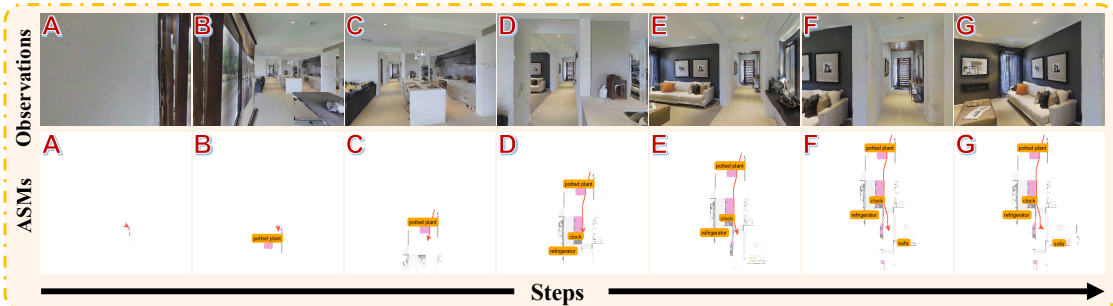 A B C D E F G
Observations
A B C D E F G
ASMs
potted plant
potted plant
potted plant
clock
refrigerator
potted plant
clock
refrigerator
potted plant
clock
refrigerator
sofa
potted plant
clock
refrigerator
sofa
Steps